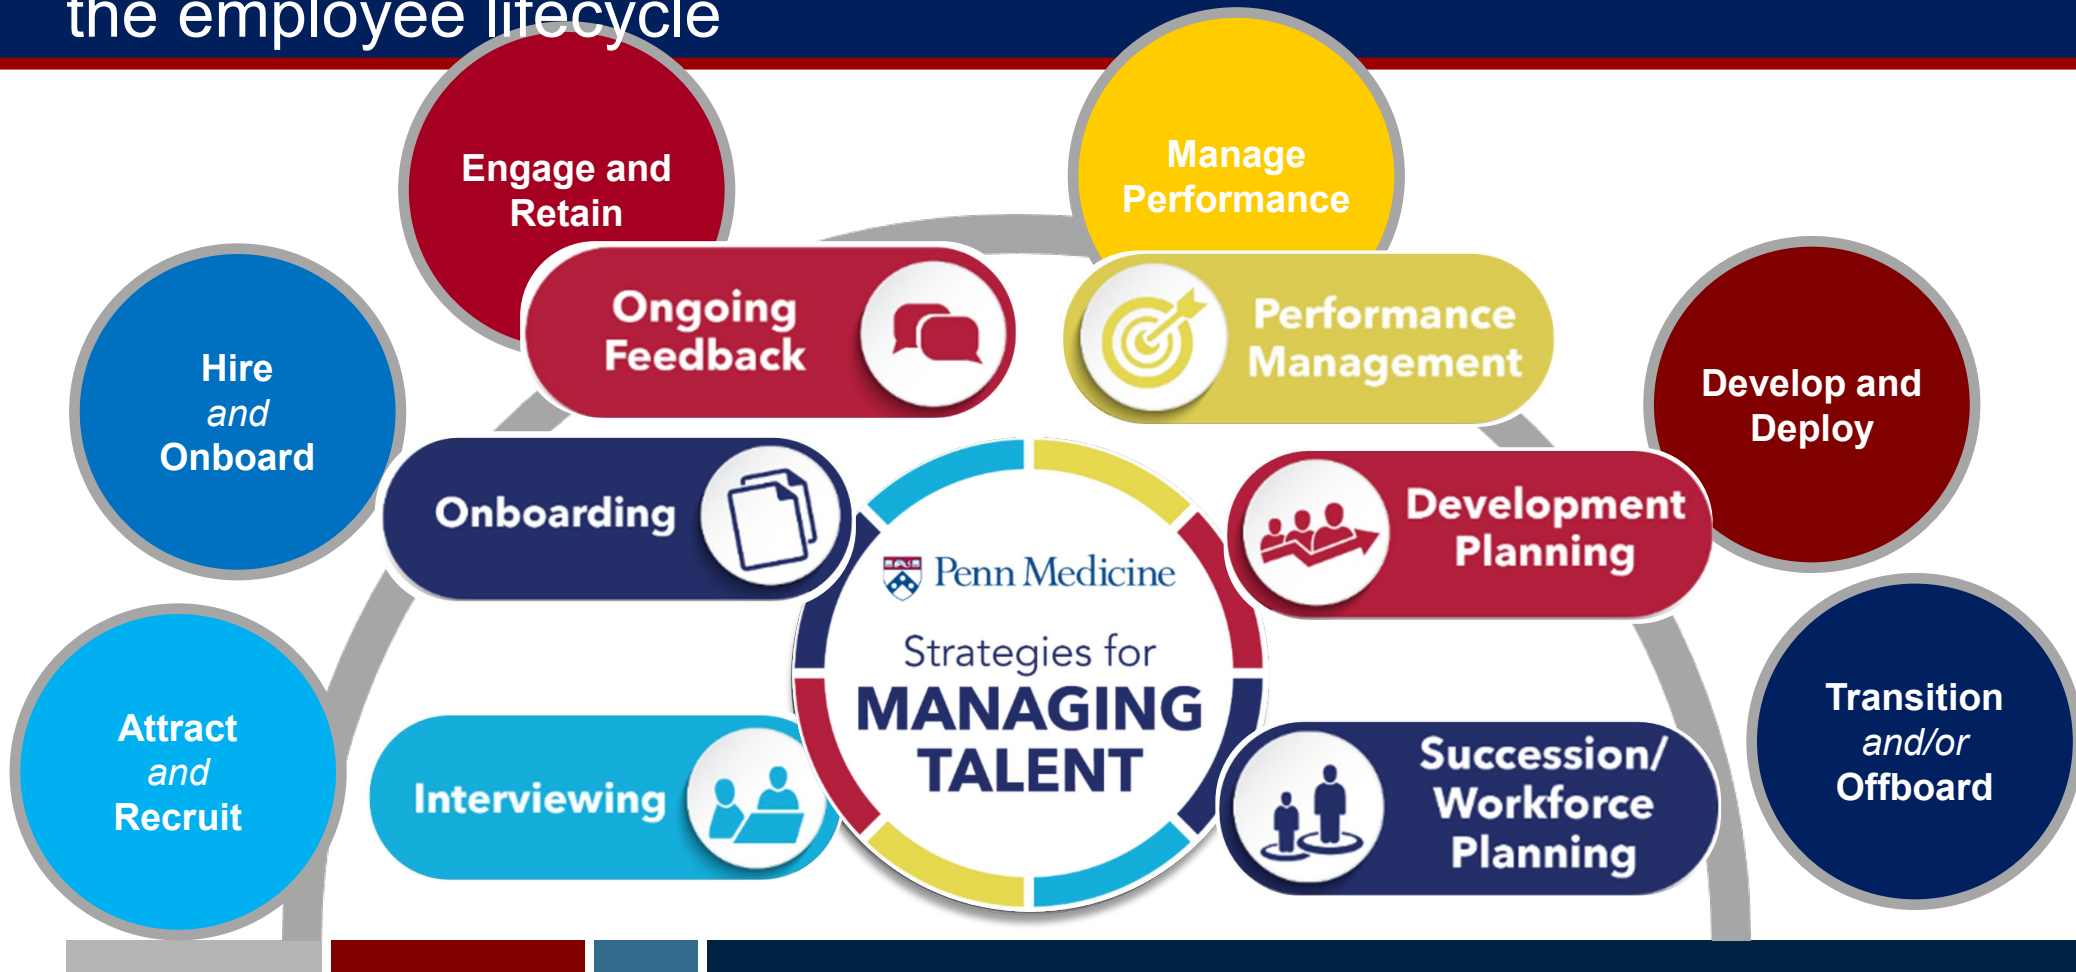 the employee lifecycle
Engage and
Retain
Manage
Performance
Hire
and
Onboard
Ongoing
Feedback
Performance
Management
Develop and
Deploy
Onboarding
Development
Planning
Penn Medicine
Strategies for
MANAGING
TALENT
Attract
and
Recruit
Interviewing
Succession/
Workforce
Planning
Transition
and/or
Offboard